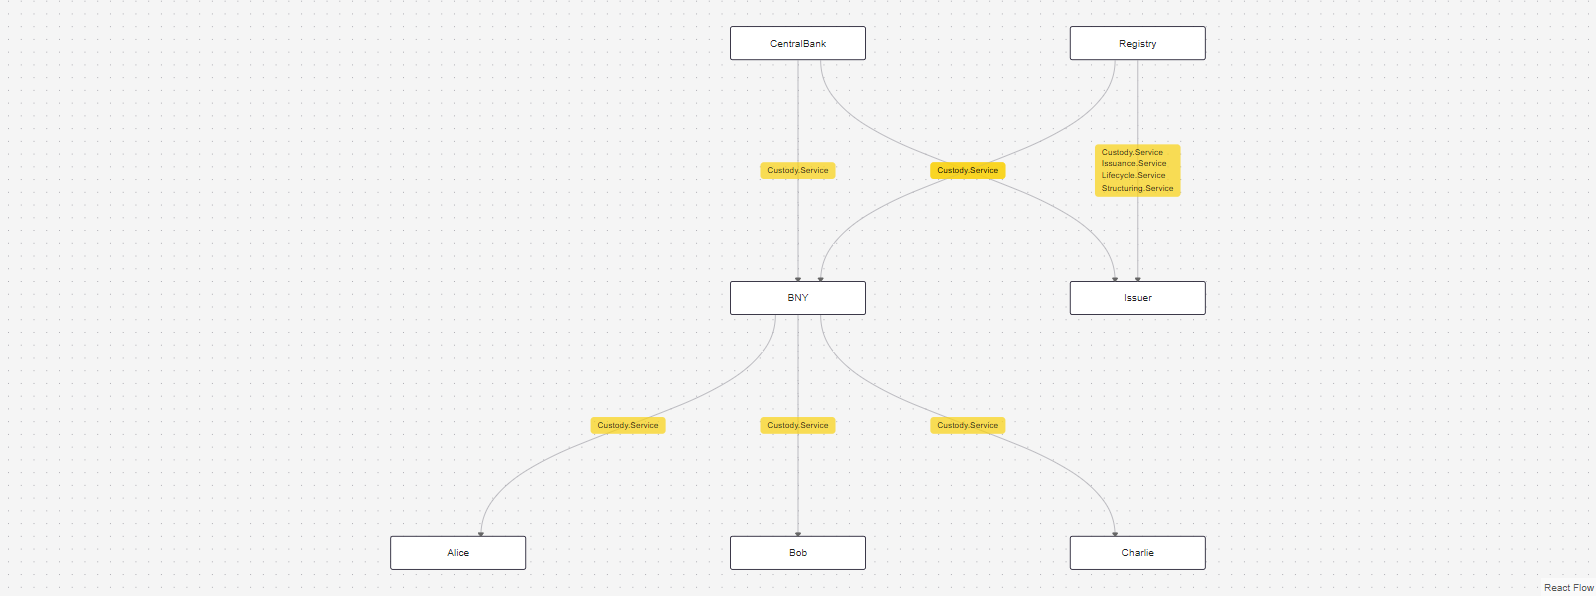 CentralBank
Registry
Custody.Service
Custody.Service
Custody.Service
Issuance.Service
Lifecycle.Service
Structuring.Service
BNY
Issuer
Custody.Service
Custody.Service
Custody.Service
Alice
Bob
Charlie
React Flow